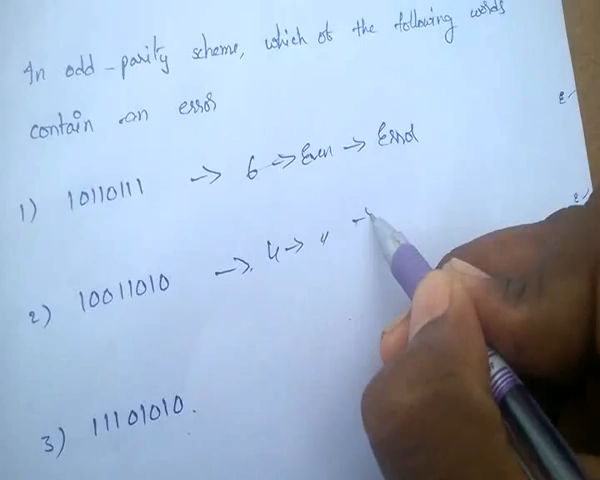 In odd-parity scheme, which of the following words
contain an error
1) 10110111 → 6 → Even → Error
2) 10011010 → 4 → "
3) 11101010.